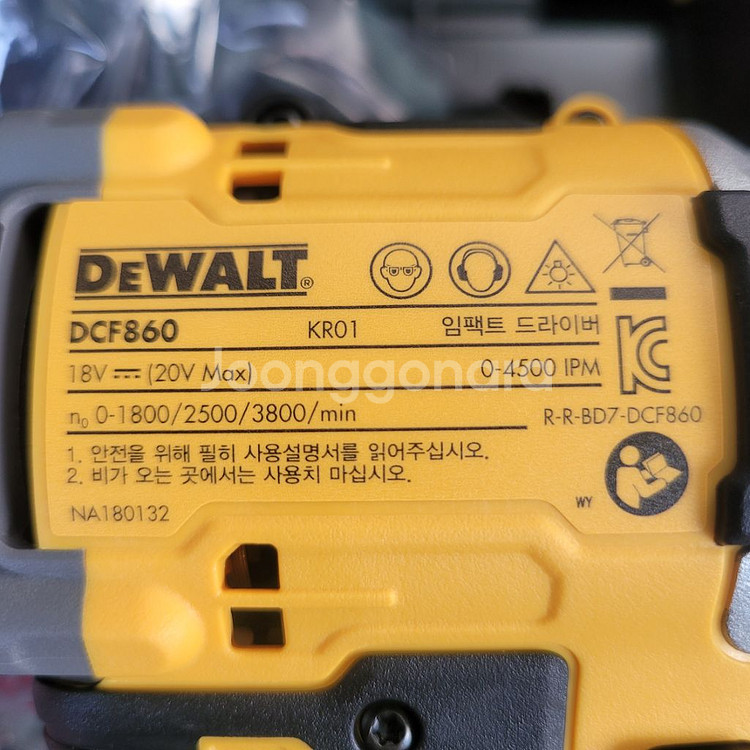 DEWALT®
DCF860 KR01 임팩트 드라이버
18V ⎓ (20V Max) 0-4500 IPM
n₀ 0-1800/2500/3800/min
R-R-BD7-DCF860
1. 안전을 위해 필히 사용설명서를 읽어주십시오.
2. 비가 오는 곳에서는 사용치 마십시오.
WY
NA180132
Joonggonara